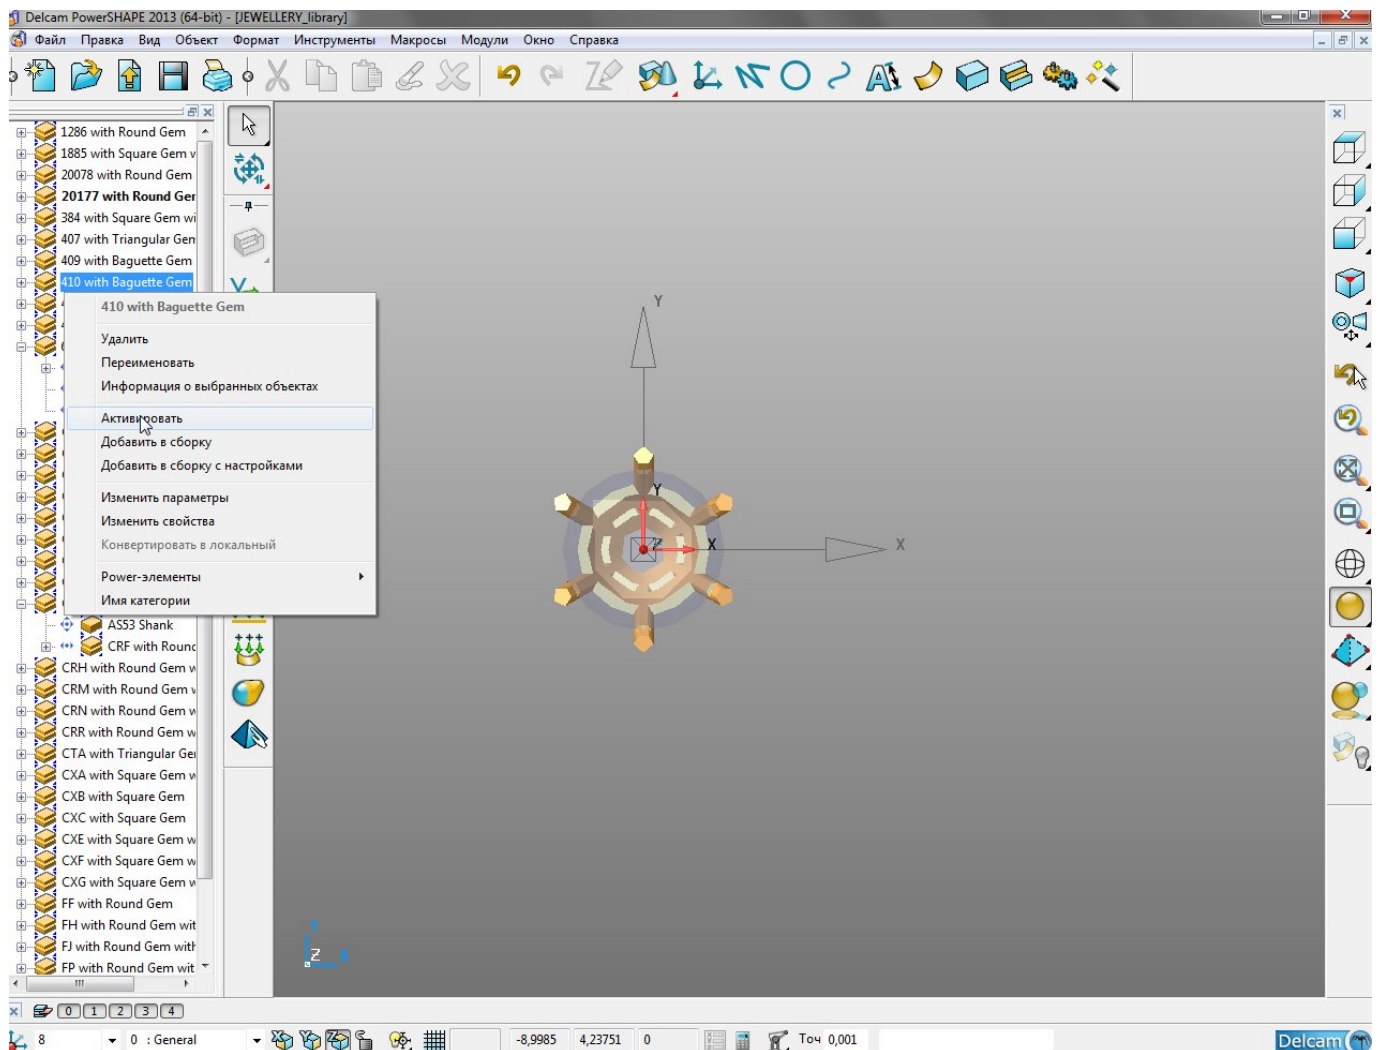 Delcam PowerSHAPE 2013 (64-bit) - [JEWELLERY_library]
Файл Правка Вид Объект Формат Инструменты Макросы Модули Окно Справка
1286 with Round Gem
1885 with Square Gem
20078 with Round Gem
20177 with Round Ger
384 with Square Gem wi
407 with Triangular Gem
409 with Baguette Gem
410 with Baguette Gem
410 with Baguette Gem
Удалить
Переименовать
Информация о выбранных объектах
Активировать
Добавить в сборку
Добавить в сборку с настройками
Изменить параметры
Изменить свойства
Конвертировать в локальный
Power-элементы
Имя категории
AS53 Shank
CRF with Round
CRH with Round Gem w
CRM with Round Gem
CRN with Round Gem w
CRR with Round Gem w
CTA with Triangular Ge
CXA with Square Gem w
CXB with Square Gem
CXC with Square Gem
CXE with Square Gem w
CXF with Square Gem w
CXG with Square Gem w
FF with Round Gem
FH with Round Gem wit
FJ with Round Gem with
FP with Round Gem wit
Y
Y
Z
X
X
Z
0 1 2 3 4
8
0 : General
-8,9985 4,23751 0
Точ 0,001
Delcam